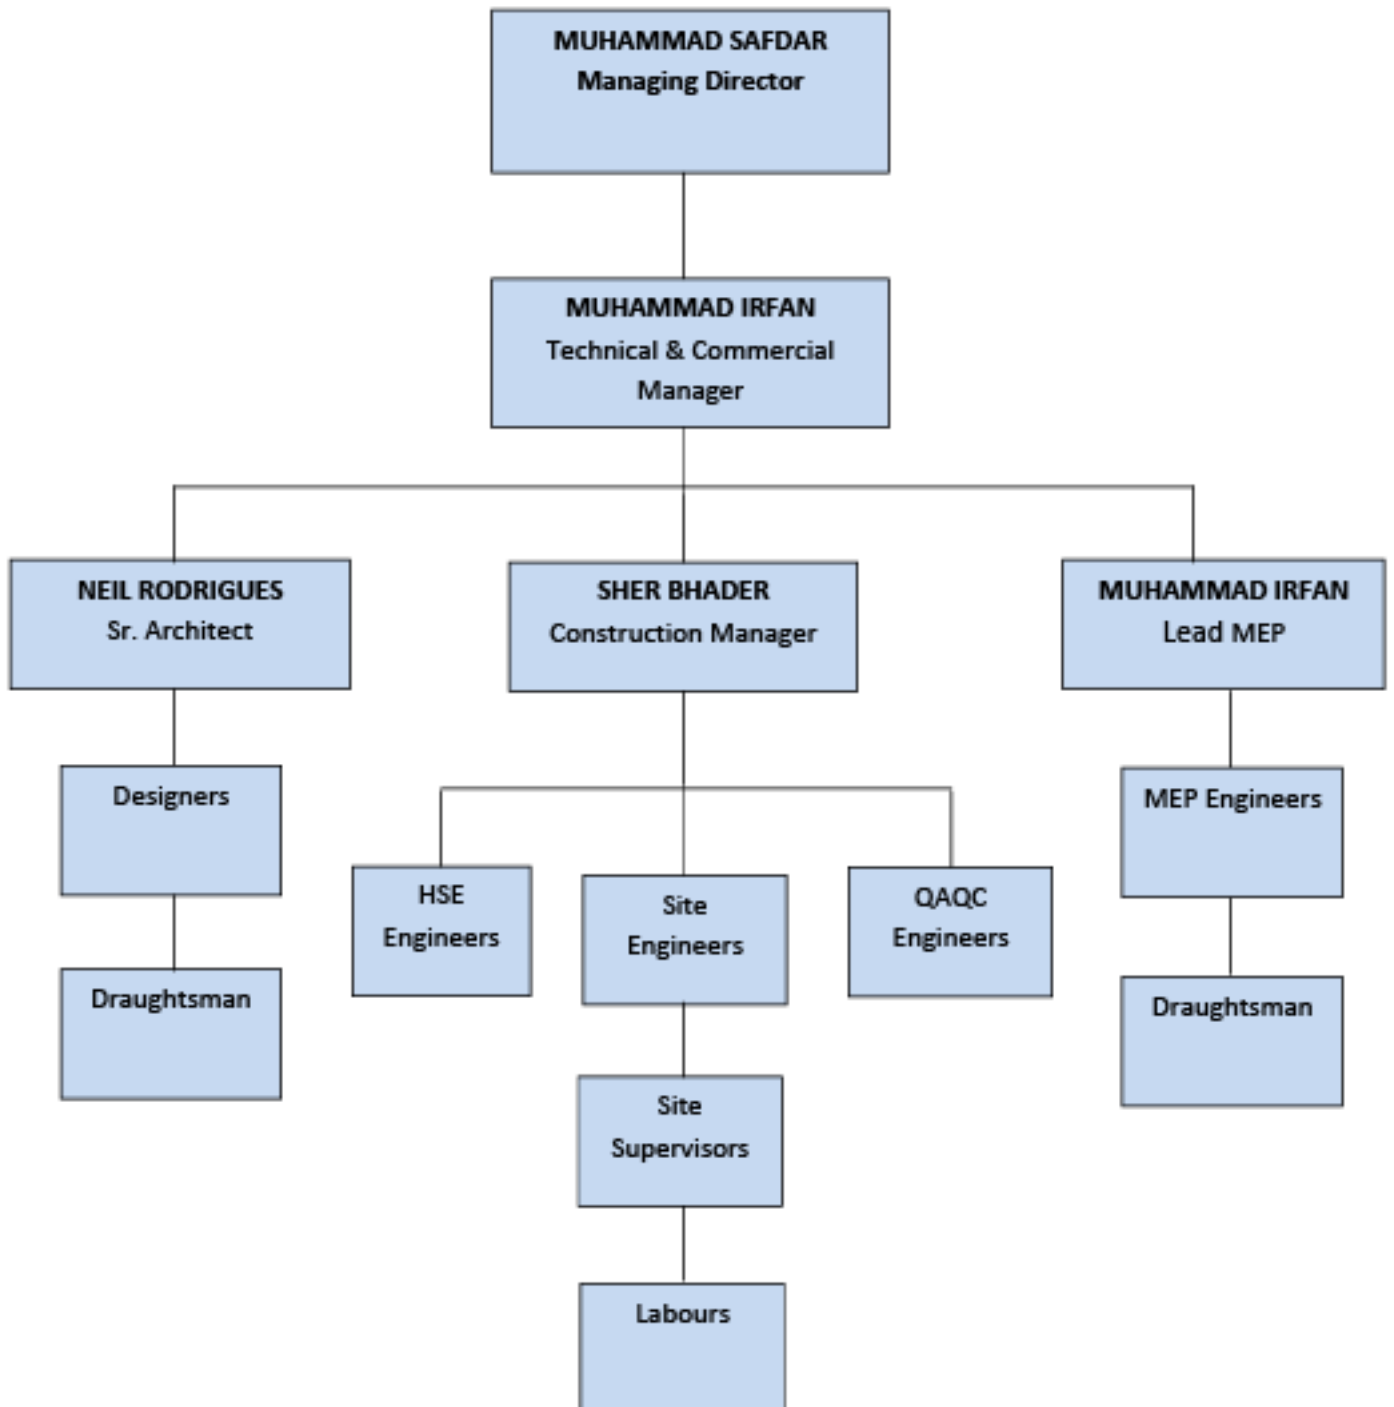 MUHAMMAD SAFDAR
Managing Director
MUHAMMAD IRFAN
Technical & Commercial
Manager
NEIL RODRIGUES
Sr. Architect
SHER BHADER
Construction Manager
MUHAMMAD IRFAN
Lead MEP
Designers
MEP Engineers
HSE
Engineers
Site
Engineers
QAQC
Engineers
Draughtsman
Draughtsman
Site
Supervisors
Labours